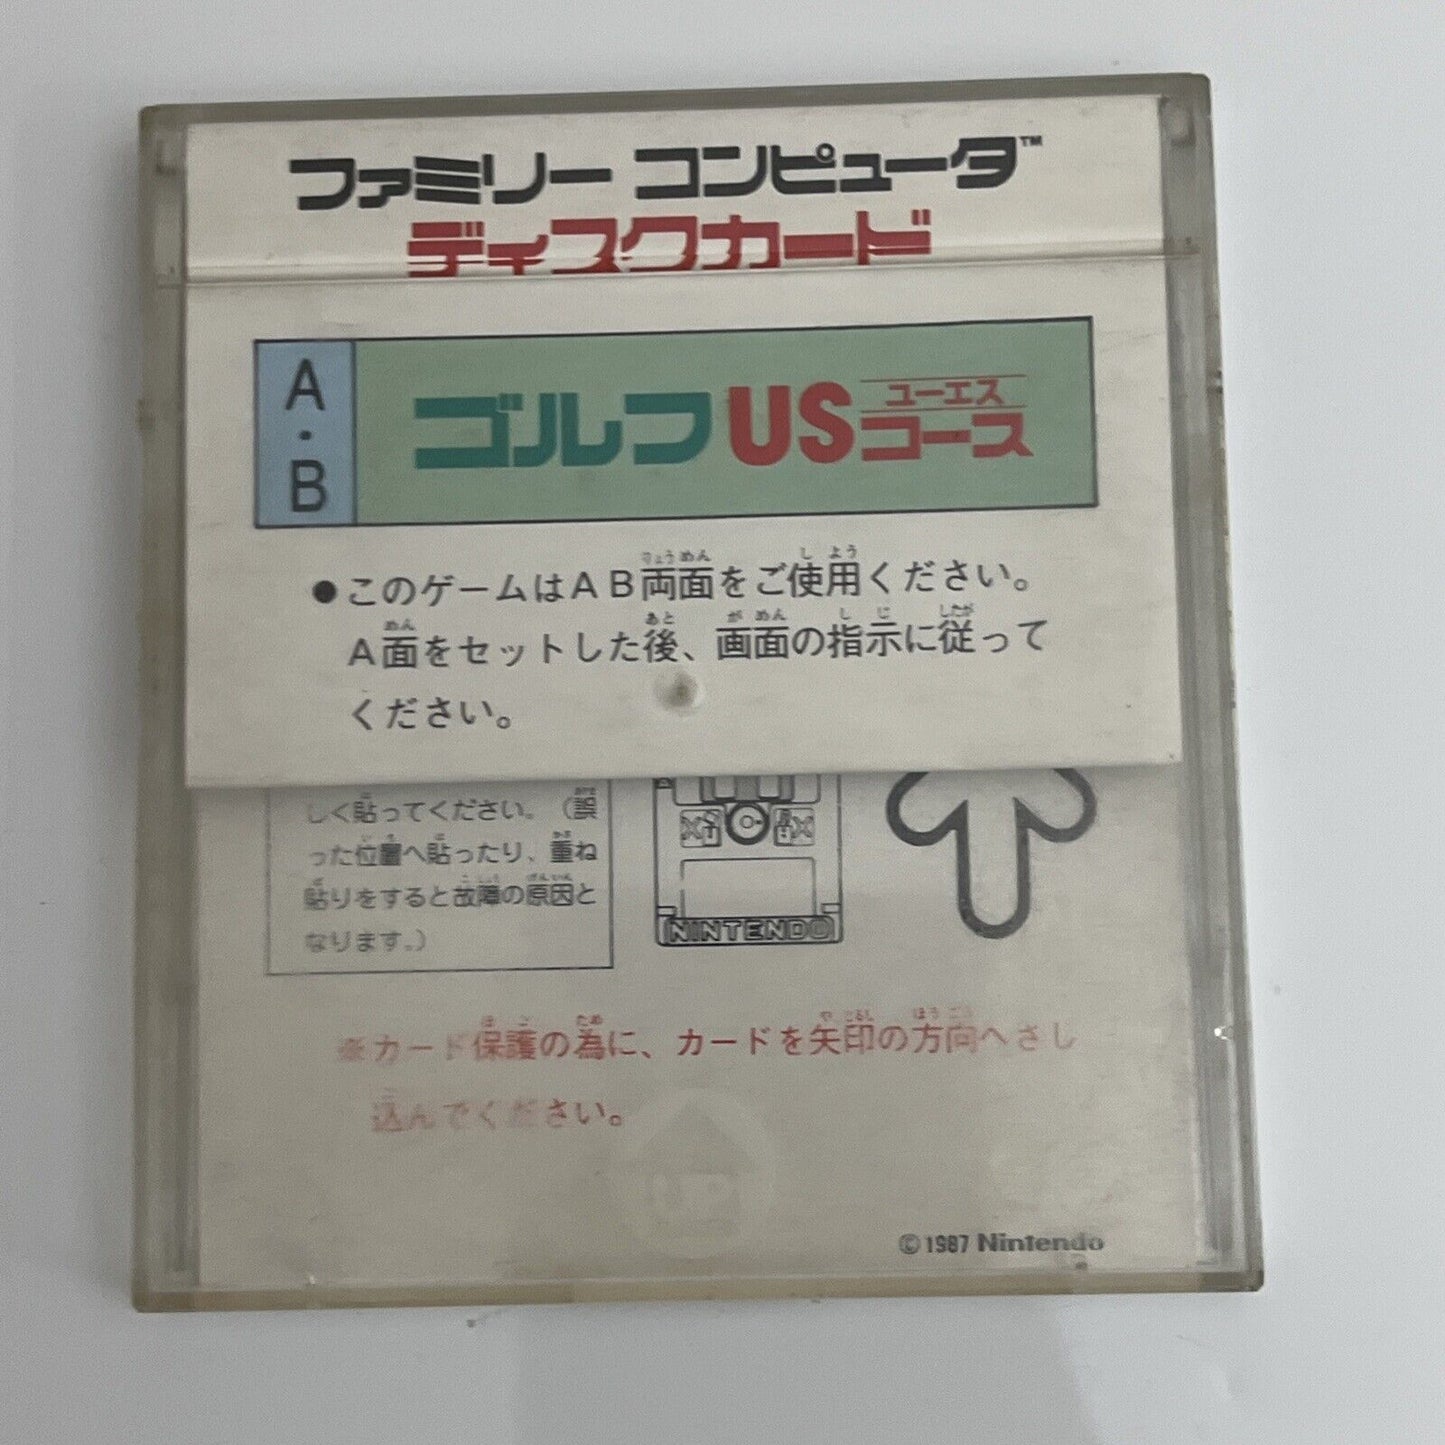 ファミリー コンピュータ™
ディスクカード
A・B
ゴルフUSコース
ユーエス
●このゲームはAB両面をご使用ください。
A面をセットした後、画面の指示に従って
ください。
しく貼ってください。（誤
った位置へ貼ったり、重ね
貼りをすると故障の原因と
なります。）
NINTENDO
※カード保護の為に、カードを矢印の方向へさし
込んでください。
©1987 Nintendo